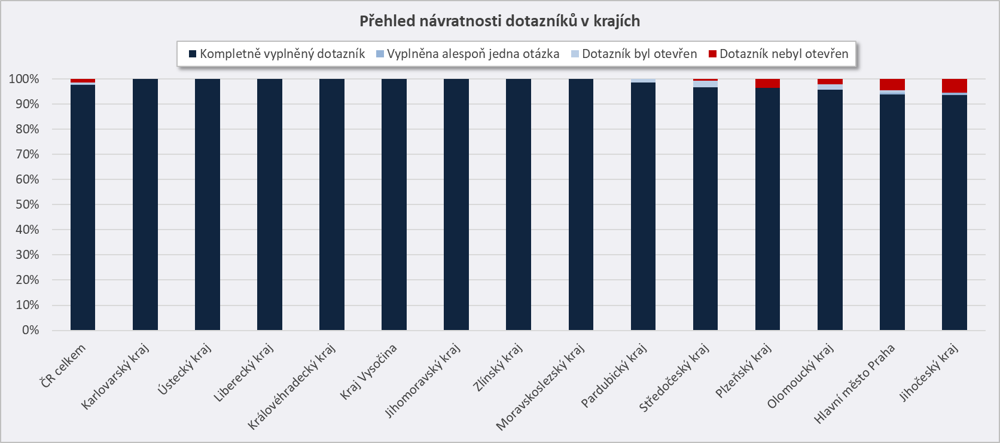 Přehled návratnosti dotazníků v krajích
Kompletně vyplněný dotazník Vyplněna alespoň jedna otázka Dotazník byl otevřen Dotazník nebyl otevřen
100%
90%
80%
70%
60%
50%
40%
30%
20%
10%
0%
ČR celkem
Karlovarský kraj
Ústecký kraj
Liberecký kraj
Královéhradecký kraj
Kraj Vysočina
Jihomoravský kraj
Zlínský kraj
Moravskoslezský kraj
Pardubický kraj
Středočeský kraj
Plzeňský kraj
Olomoucký kraj
Hlavní město Praha
Jihočeský kraj